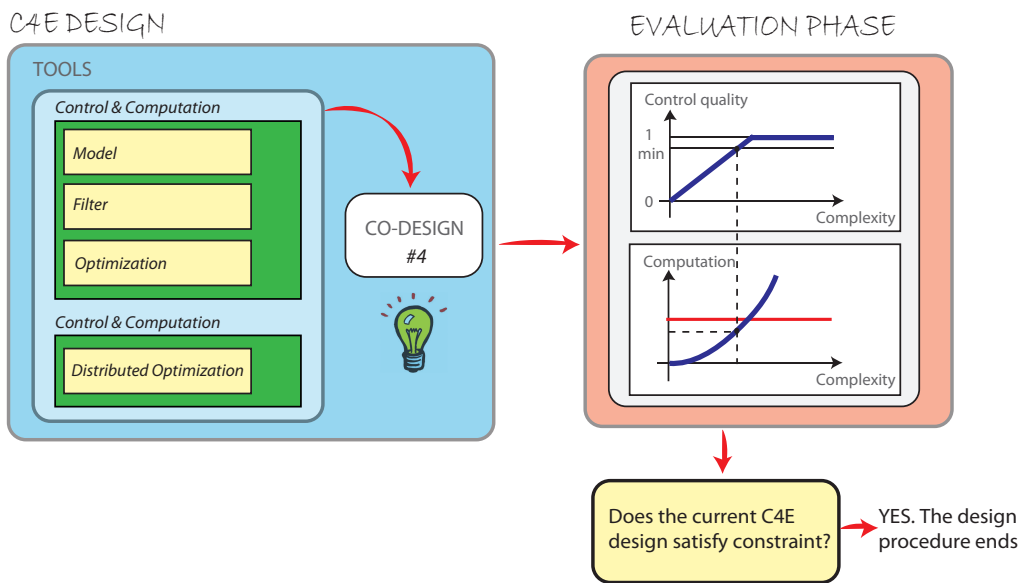 C4E DESIGN
TOOLS
Control & Computation
Model
Filter
Optimization
Control & Computation
Distributed Optimization
CO-DESIGN
#4
EVALUATION PHASE
Control quality
1
min
0
Complexity
Computation
Complexity
Does the current C4E
design satisfy constraint?
YES. The design
procedure ends